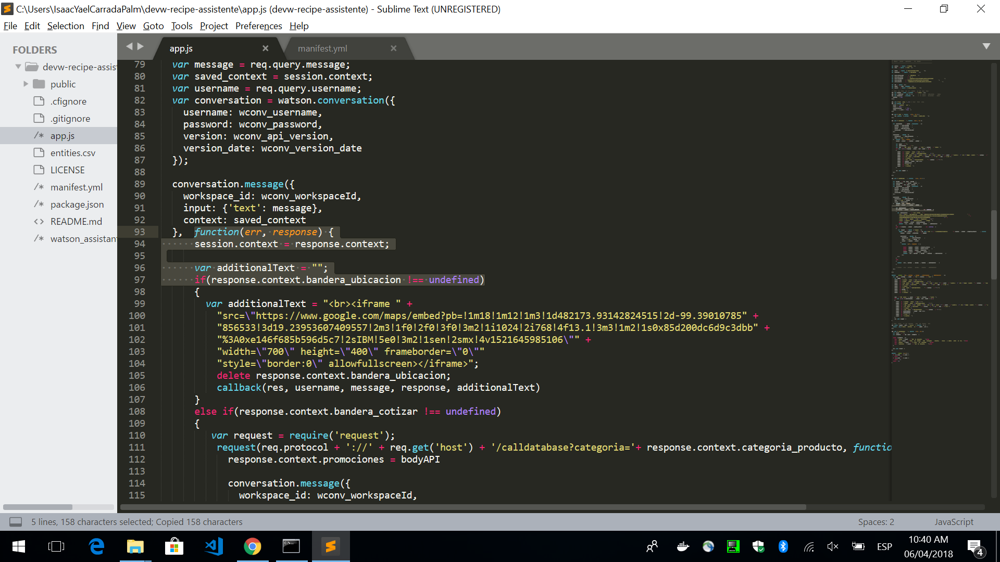 C:\Users\IsaacYaelCarradaPalm\devw-recipe-assistente\app.js (devw-recipe-assistente) - Sublime Text (UNREGISTERED)
File Edit Selection Find View Goto Tools Project Preferences Help
FOLDERS
devw-recipe-assist
public
.cfignore
.gitignore
/* app.js
entities.csv
LICENSE
/* manifest.yml
/* package.json
<> README.md
/* watson_assistan
app.js × manifest.yml ×
79 var message = req.query.message;
80 var saved_context = session.context;
81 var username = req.query.username;
82 var conversation = watson.conversation({
83 username: wconv_username,
84 password: wconv_password,
85 version: wconv_api_version,
86 version_date: wconv_version_date
87 });
88
89 conversation.message({
90 workspace_id: wconv_workspaceId,
91 input: {'text': message},
92 context: saved_context
93 }, function(err, response) {
94 session.context = response.context;
95
96 var additionalText = "";
97 if(response.context.bandera_ubicacion !== undefined)
98 {
99 var additionalText = "<br><iframe " +
100 "src=\"https://www.google.com/maps/embed?pb=!1m18!1m12!1m3!1d482173.93142824515!2d-99.39010785" +
101 "856533!3d19.23953607409557!2m3!1f0!2f0!3f0!3m2!1i1024!2i768!4f13.1!3m3!1m2!1s0x85d200dc6d9c3dbb" +
102 "%3A0xe146f685b596d5c7!2sIBM!5e0!3m2!1sen!2smx!4v1521645985106\"" +
103 "width=\"700\" height=\"400\" frameborder=\"0\""
104 "style=\"border:0\" allowfullscreen></iframe>";
105 delete response.context.bandera_ubicacion;
106 callback(res, username, message, response, additionalText)
107 }
108 else if(response.context.bandera_cotizar !== undefined)
109 {
110 var request = require('request');
111 request(req.protocol + '://' + req.get('host') + '/calldatabase?categoria='+ response.context.categoria_producto, functio
112 response.context.promociones = bodyAPI
113
114 conversation.message({
115 workspace_id: wconv_workspaceId,
5 lines, 158 characters selected; Copied 158 characters
Spaces: 2 JavaScript
ESP
10:40 AM
06/04/2018
4